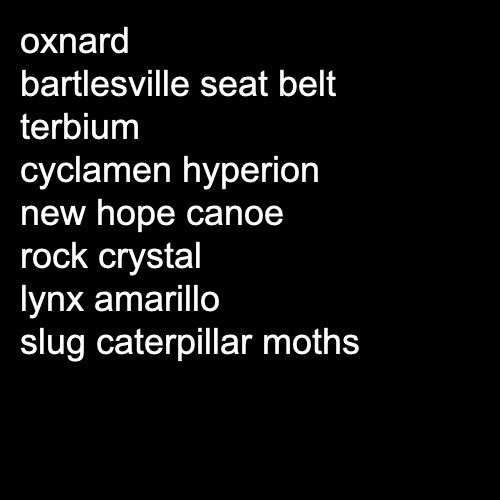 oxnard
bartlesville seat belt
terbium
cyclamen hyperion
new hope canoe
rock crystal
lynx amarillo
slug caterpillar moths